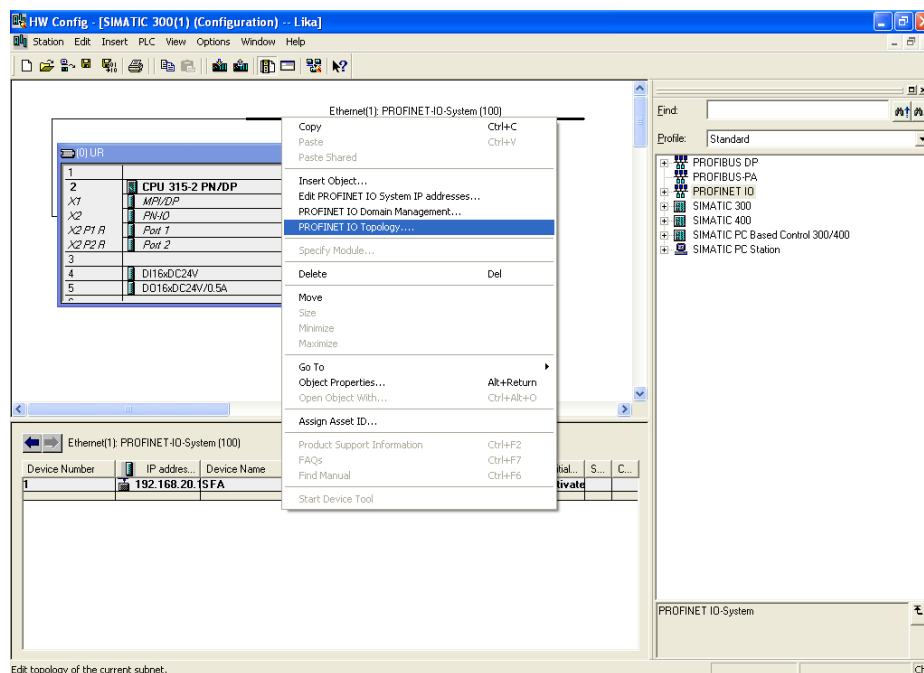 HW Config - [SIMATIC 300(1) (Configuration) -- Lika]
Station Edit Insert PLC View Options Window Help
Ethernet(1): PROFINET-IO-System (100)
(0) UR
1
2 CPU 315-2 PN/DP
X1 MPI/DP
X2 PN-IO
X2 P1 R Port 1
X2 P2 R Port 2
3
4 DI16xDC24V
5 DO16xDC24V/0.5A
Copy Ctrl+C
Paste Ctrl+V
Paste Shared
Insert Object...
Edit PROFINET IO System IP addresses...
PROFINET IO Domain Management...
PROFINET IO Topology....
Specify Module...
Delete Del
Move
Size
Minimize
Maximize
Go To
Object Properties... Alt+Return
Open Object With... Ctrl+Alt+O
Assign Asset ID...
Product Support Information Ctrl+F2
FAQs Ctrl+F7
Find Manual Ctrl+F6
Start Device Tool
Find:
Profile: Standard
PROFIBUS DP
PROFIBUS-PA
PROFINET IO
SIMATIC 300
SIMATIC 400
SIMATIC PC Based Control 300/400
SIMATIC PC Station
Ethernet(1): PROFINET-IO-System (100)
Device Number IP addres... Device Name S... C...
1 192.168.20.1 SFA
PROFINET IO-System
Edit topology of the current subnet.